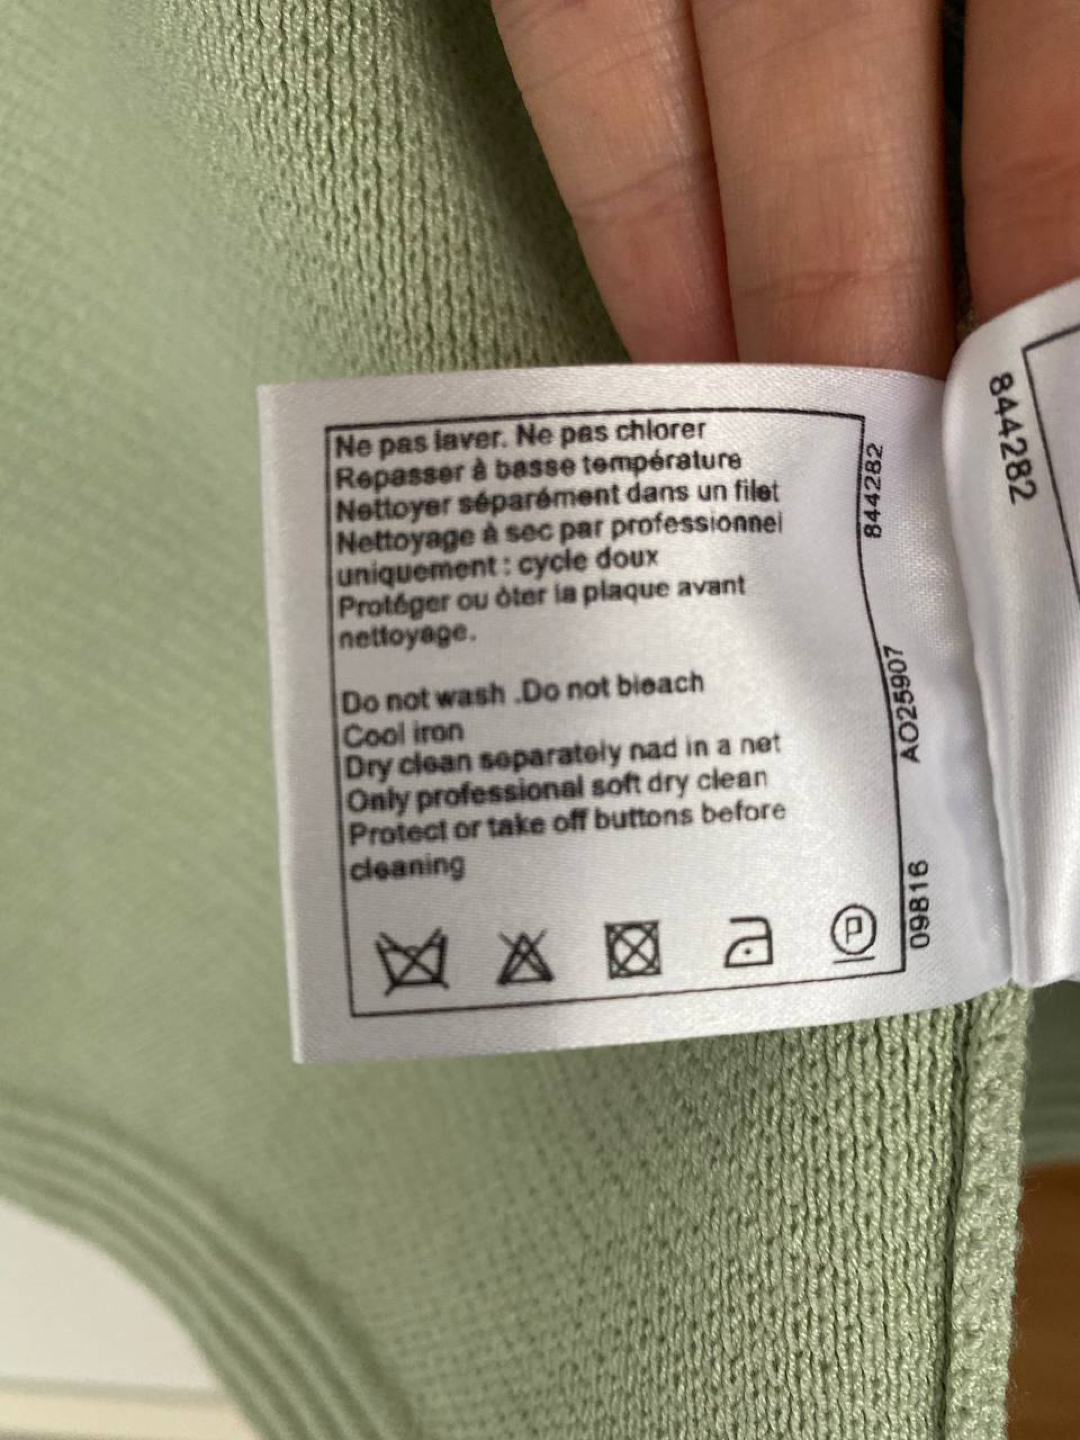 Ne pas laver. Ne pas chlorer
Repasser à basse température
Nettoyer séparément dans un filet
Nettoyage à sec par professionnel
uniquement : cycle doux
Protéger ou ôter la plaque avant
nettoyage.
Do not wash .Do not bleach
Cool iron
Dry clean separately nad in a net
Only professional soft dry clean
Protect or take off buttons before
cleaning
P
844282
AO25907
09816
844282